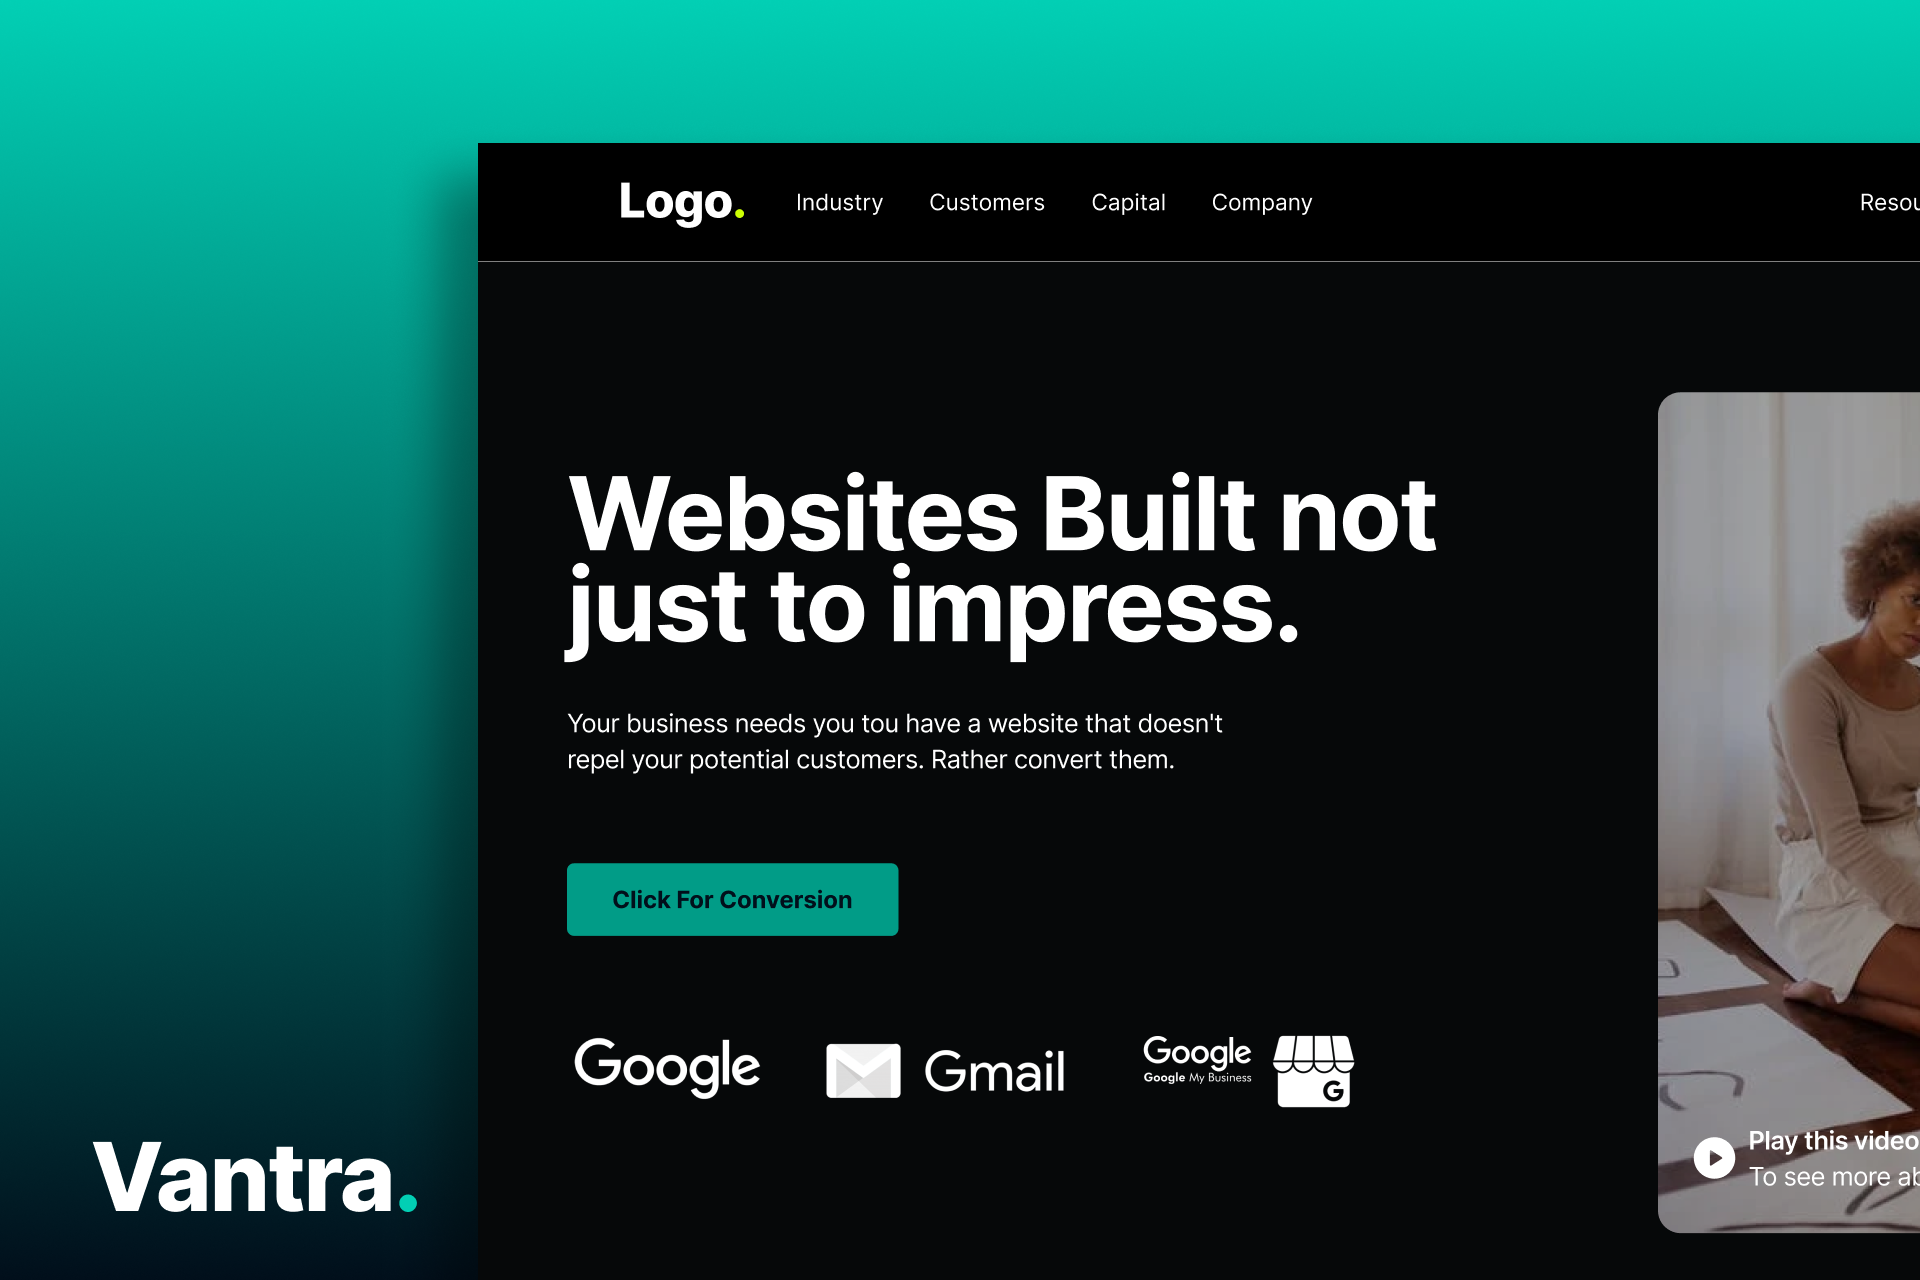 Logo.
Industry
Customers
Capital
Company
Resou
Websites Built not
just to impress.
Your business needs you tou have a website that doesn't
repel your potential customers. Rather convert them.
Click For Conversion
Google
Gmail
Google
Google My Business
G
Play this video
To see more ab
Vantra.